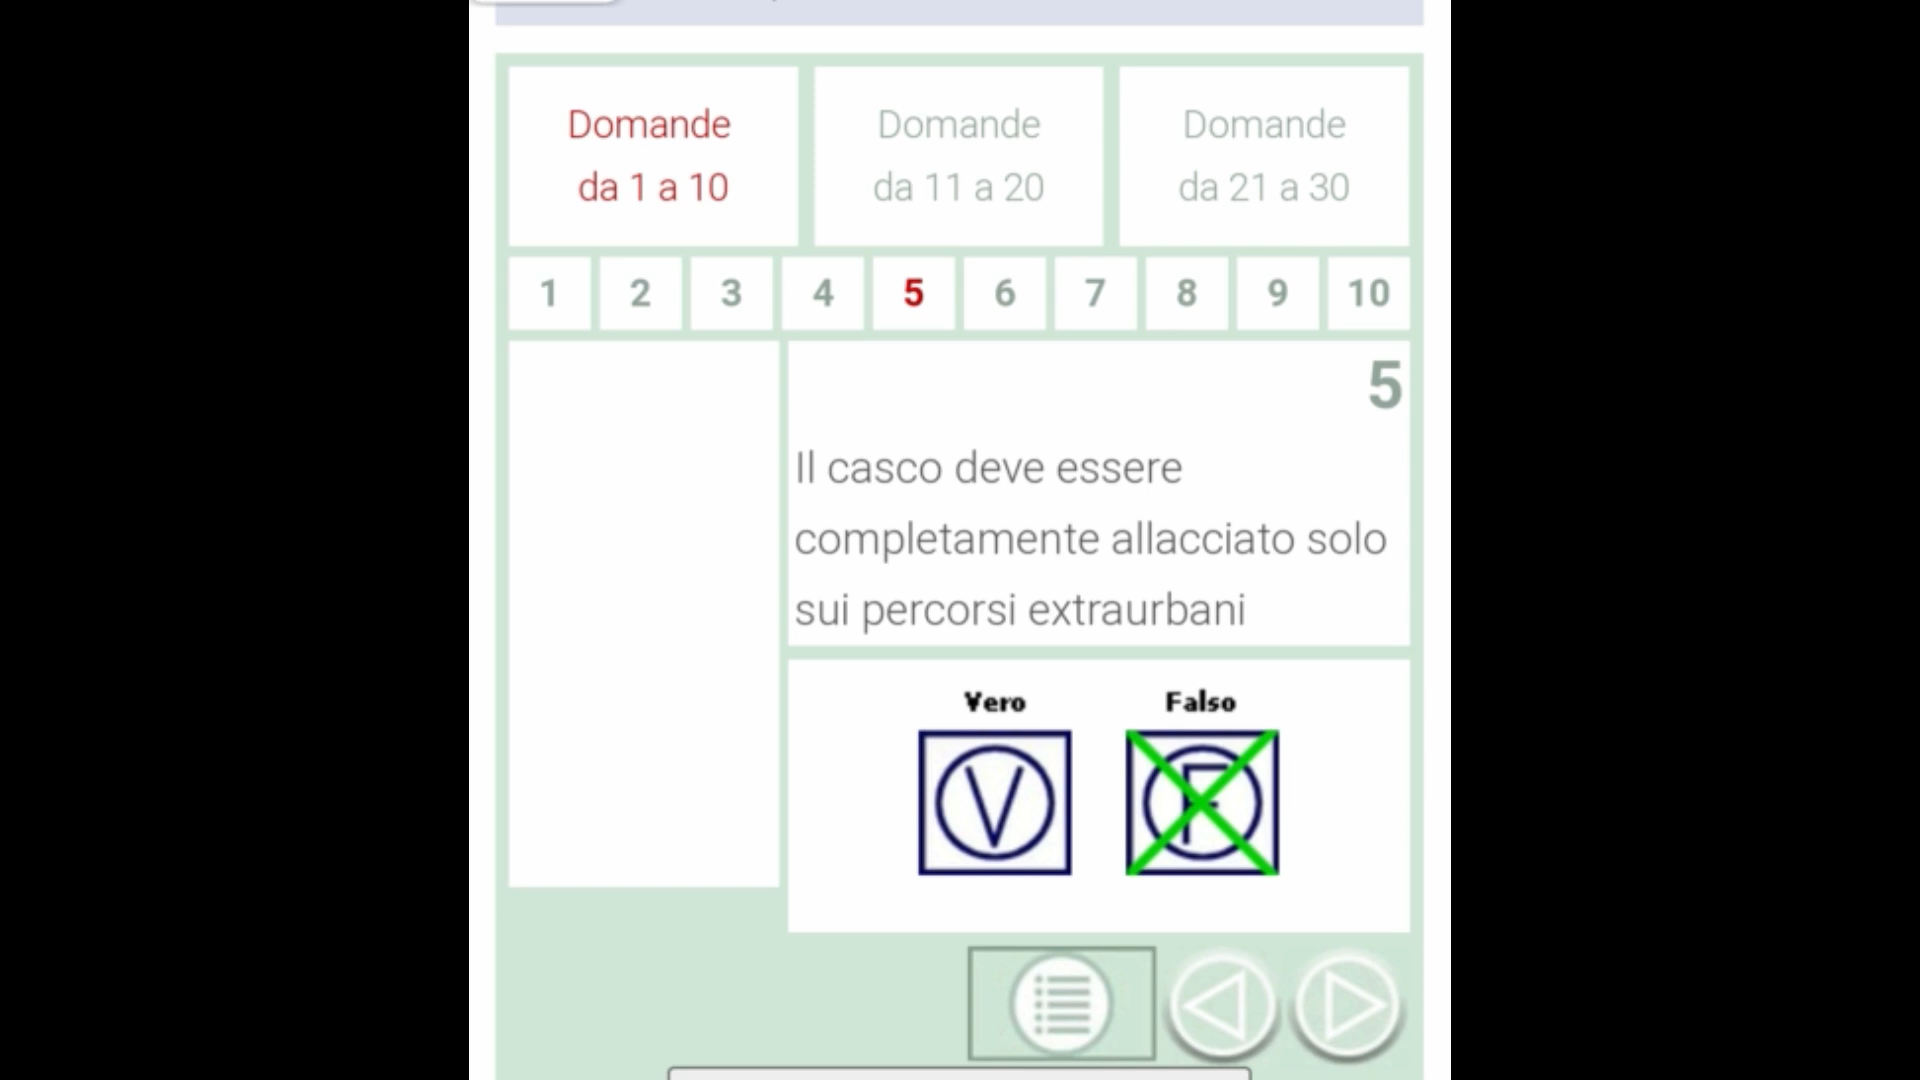 Domande
da 1 a 10
Domande
da 11 a 20
Domande
da 21 a 30
1 2 3 4 5 6 7 8 9 10
5
Il casco deve essere
completamente allacciato solo
sui percorsi extraurbani
Vero Falso
V F